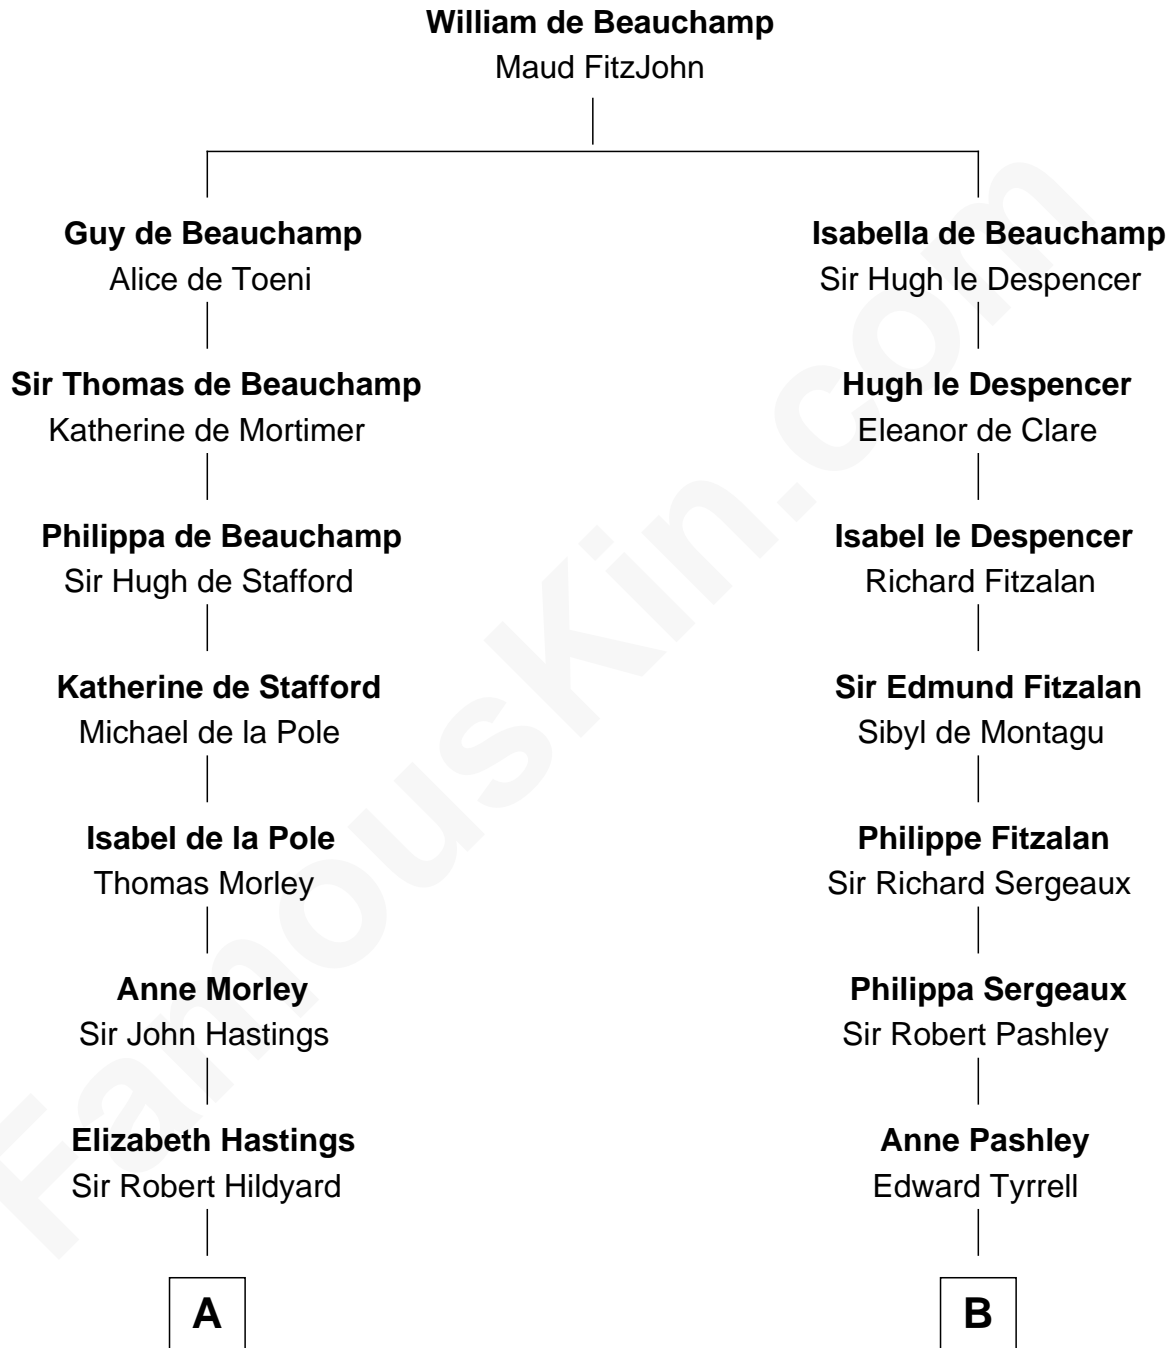 William de Beauchamp
Maud FitzJohn
Guy de Beauchamp
Alice de Toeni
Isabella de Beauchamp
Sir Hugh le Despencer
Sir Thomas de Beauchamp
Katherine de Mortimer
Hugh le Despencer
Eleanor de Clare
Philippa de Beauchamp
Sir Hugh de Stafford
Isabel le Despencer
Richard Fitzalan
Katherine de Stafford
Michael de la Pole
Sir Edmund Fitzalan
Sibyl de Montagu
Isabel de la Pole
Thomas Morley
Philippe Fitzalan
Sir Richard Sergeaux
Anne Morley
Sir John Hastings
Philippa Sergeaux
Sir Robert Pashley
Elizabeth Hastings
Sir Robert Hildyard
Anne Pashley
Edward Tyrrell
A
B
FamousKin.com